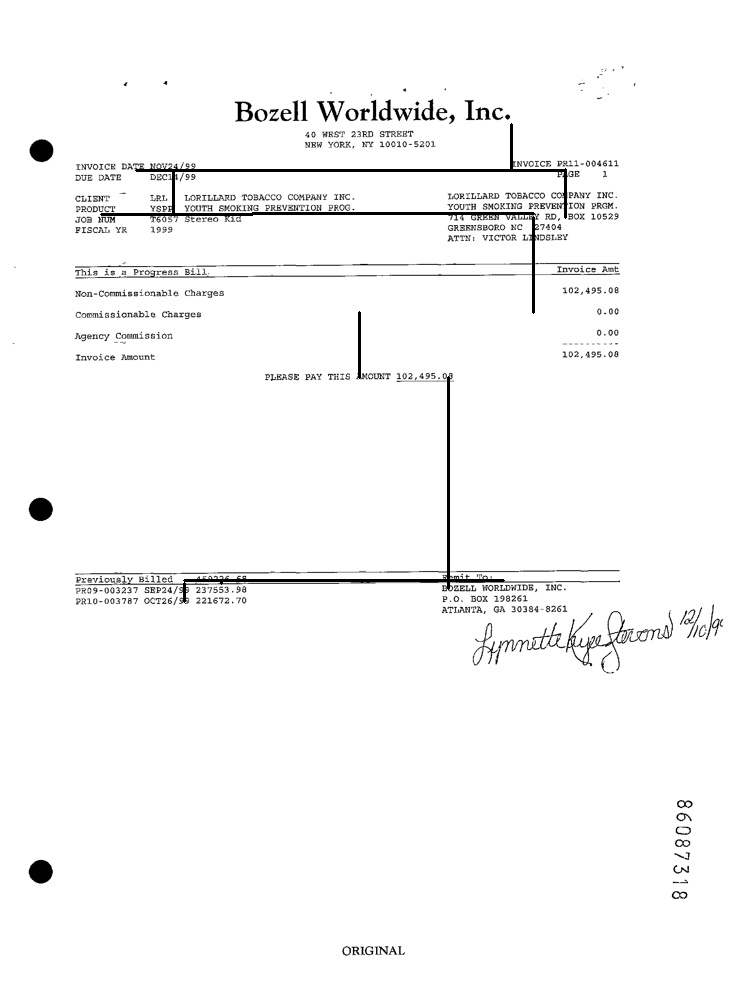 Bozell Worldwide, Inc.
40 WEST 23RD STREET
NEW YORK, NY 10010-5201
INVOICE DATE NOV24/99 INVOICE PR11-004611
DUE DATE DEC14/99 PAGE 1
CLIENT LRL LORILLARD TOBACCO COMPANY INC. LORILLARD TOBACCO COMPANY INC.
PRODUCT YSPP YOUTH SMOKING PREVENTION PROG. YOUTH SMOKING PREVENTION PRGM.
JOB NUM T6057 Stereo Kid 714 GREEN VALLEY RD, BOX 10529
FISCAL YR 1999 GREENSBORO NC 27404
ATTN: VICTOR LINDSLEY
This is a Progress Bill. Invoice Amt
Non-Commissionable Charges 102,495.08
Commissionable Charges 0.00
Agency Commission 0.00
Invoice Amount 102,495.08
PLEASE PAY THIS AMOUNT 102,495.08
Previously Billed 459226.68 Remit To:
PR09-003237 SEP24/99 237553.98 BOZELL WORLDWIDE, INC.
PR10-003787 OCT26/99 221672.70 P.O. BOX 198261
ATLANTA, GA 30384-8261
Lynnette Stevens 12/10/9
86087318
ORIGINAL